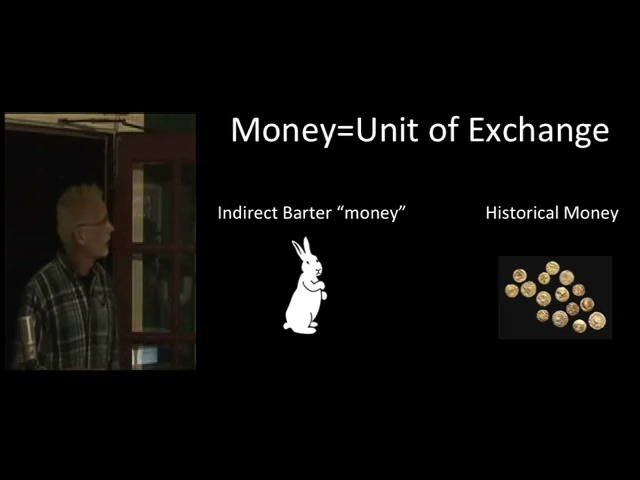 Money=Unit of Exchange
Indirect Barter “money”
Historical Money